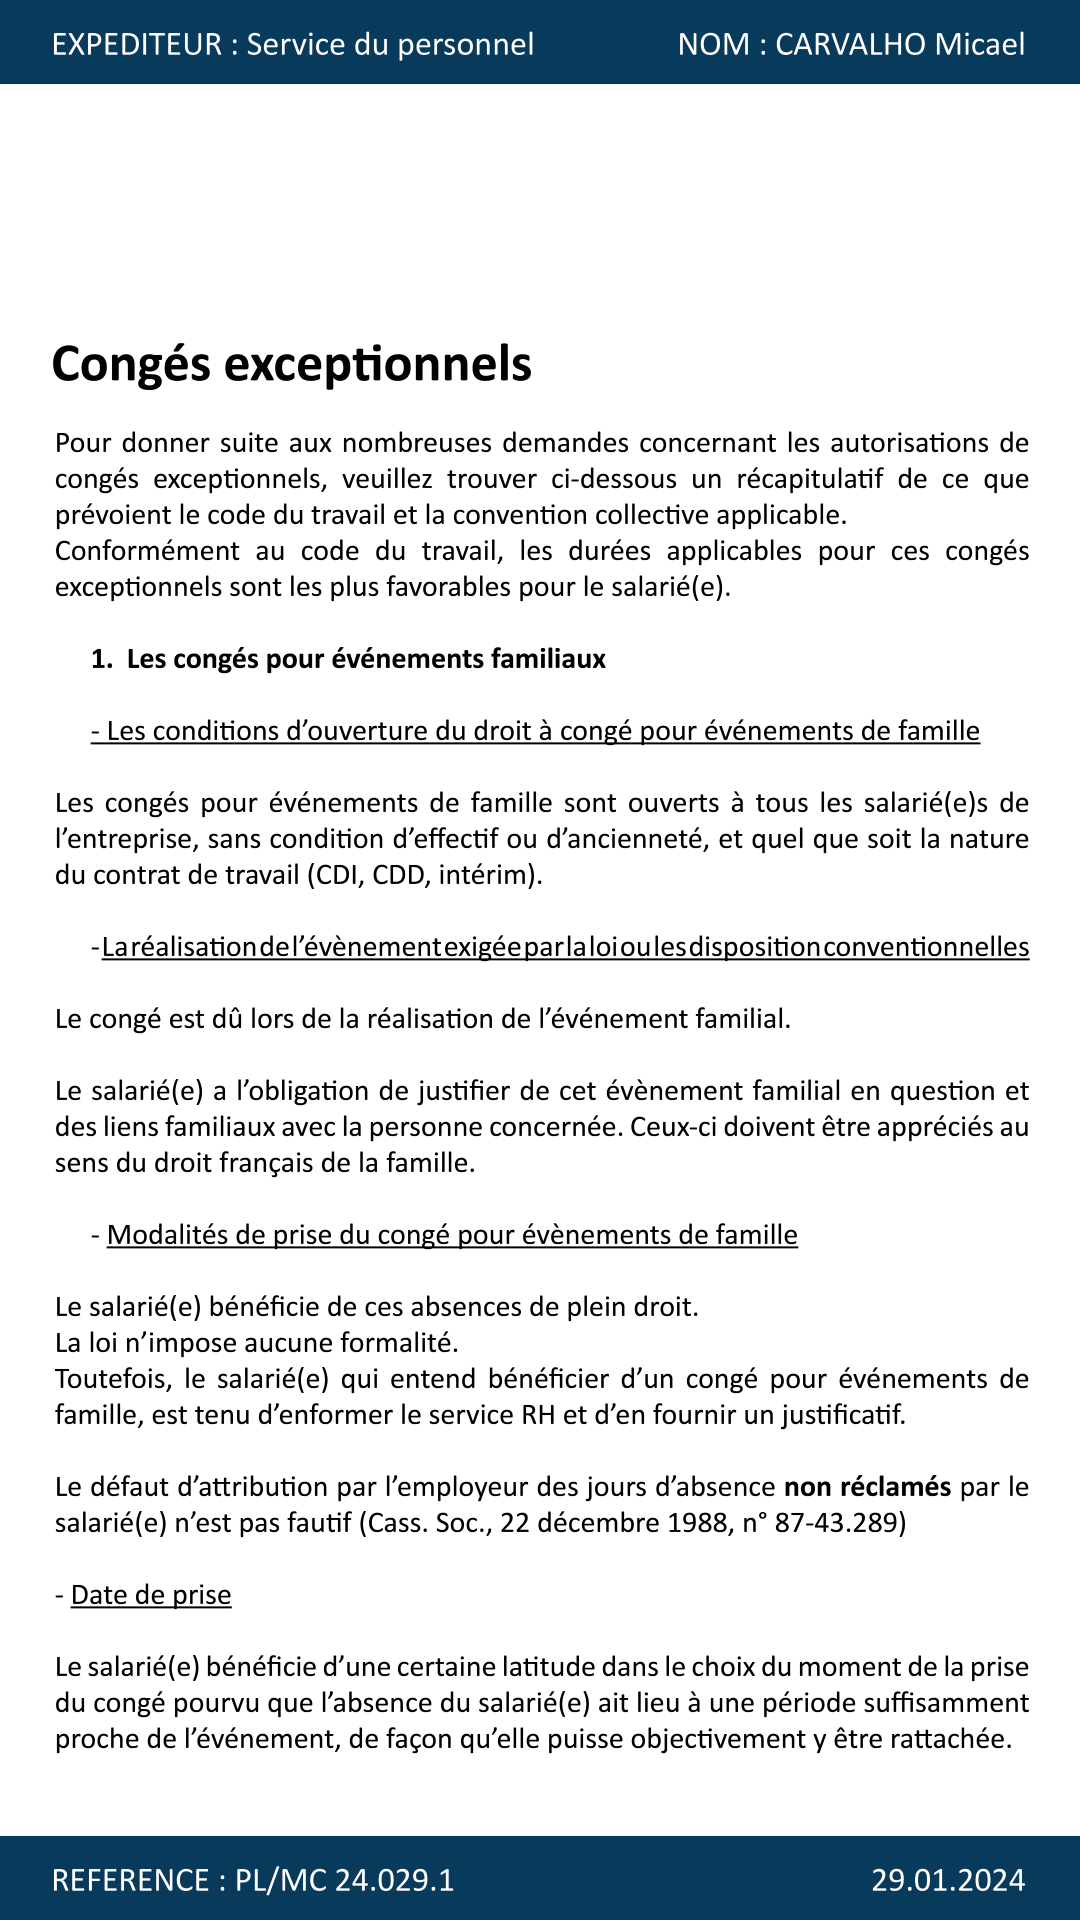 EXPEDITEUR : Service du personnel NOM : CARVALHO Micael
Congés exceptionnels
Pour donner suite aux nombreuses demandes concernant les autorisations de
congés exceptionnels, veuillez trouver ci-dessous un récapitulatif de ce que
prévoient le code du travail et la convention collective applicable.
Conformément au code du travail, les durées applicables pour ces congés
exceptionnels sont les plus favorables pour le salarié(e).
1. Les congés pour événements familiaux
- Les conditions d’ouverture du droit à congé pour événements de famille
Les congés pour événements de famille sont ouverts à tous les salarié(e)s de
l’entreprise, sans condition d’effectif ou d’ancienneté, et quel que soit la nature
du contrat de travail (CDI, CDD, intérim).
- La réalisation de l’évènement exigée par la loi ou les disposition conventionnelles
Le congé est dû lors de la réalisation de l’événement familial.
Le salarié(e) a l’obligation de justifier de cet évènement familial en question et
des liens familiaux avec la personne concernée. Ceux-ci doivent être appréciés au
sens du droit français de la famille.
- Modalités de prise du congé pour évènements de famille
Le salarié(e) bénéficie de ces absences de plein droit.
La loi n’impose aucune formalité.
Toutefois, le salarié(e) qui entend bénéficier d’un congé pour événements de
famille, est tenu d’enformer le service RH et d’en fournir un justificatif.
Le défaut d’attribution par l’employeur des jours d’absence non réclamés par le
salarié(e) n’est pas fautif (Cass. Soc., 22 décembre 1988, n° 87-43.289)
- Date de prise
Le salarié(e) bénéficie d’une certaine latitude dans le choix du moment de la prise
du congé pourvu que l’absence du salarié(e) ait lieu à une période suffisamment
proche de l’événement, de façon qu’elle puisse objectivement y être rattachée.
REFERENCE : PL/MC 24.029.1 29.01.2024